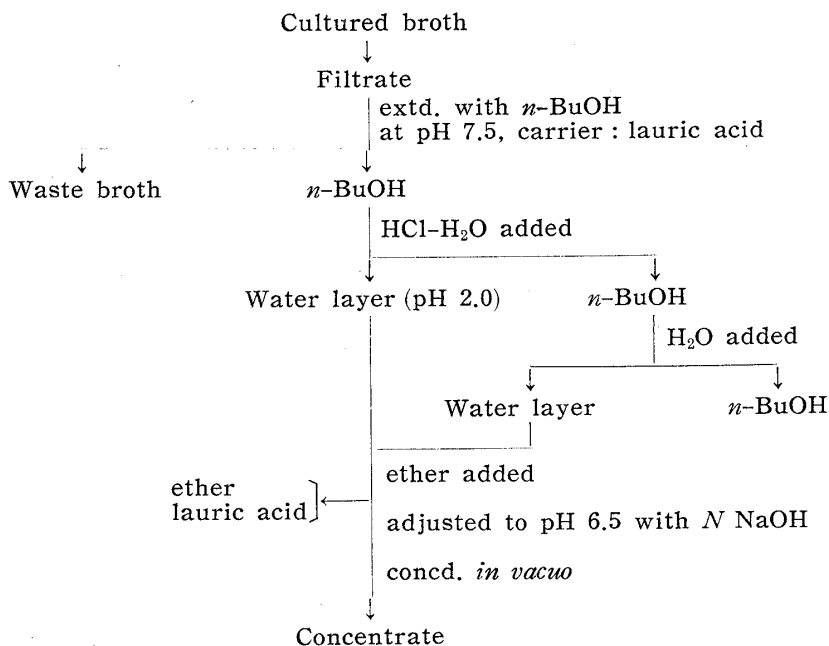 Cultured broth
Filtrate
extd. with n-BuOH
at pH 7.5, carrier : lauric acid
Waste broth
n-BuOH
HCl-H₂O added
Water layer (pH 2.0)
n-BuOH
H₂O added
Water layer
n-BuOH
ether added
ether
lauric acid]
adjusted to pH 6.5 with N NaOH
concd. in vacuo
Concentrate